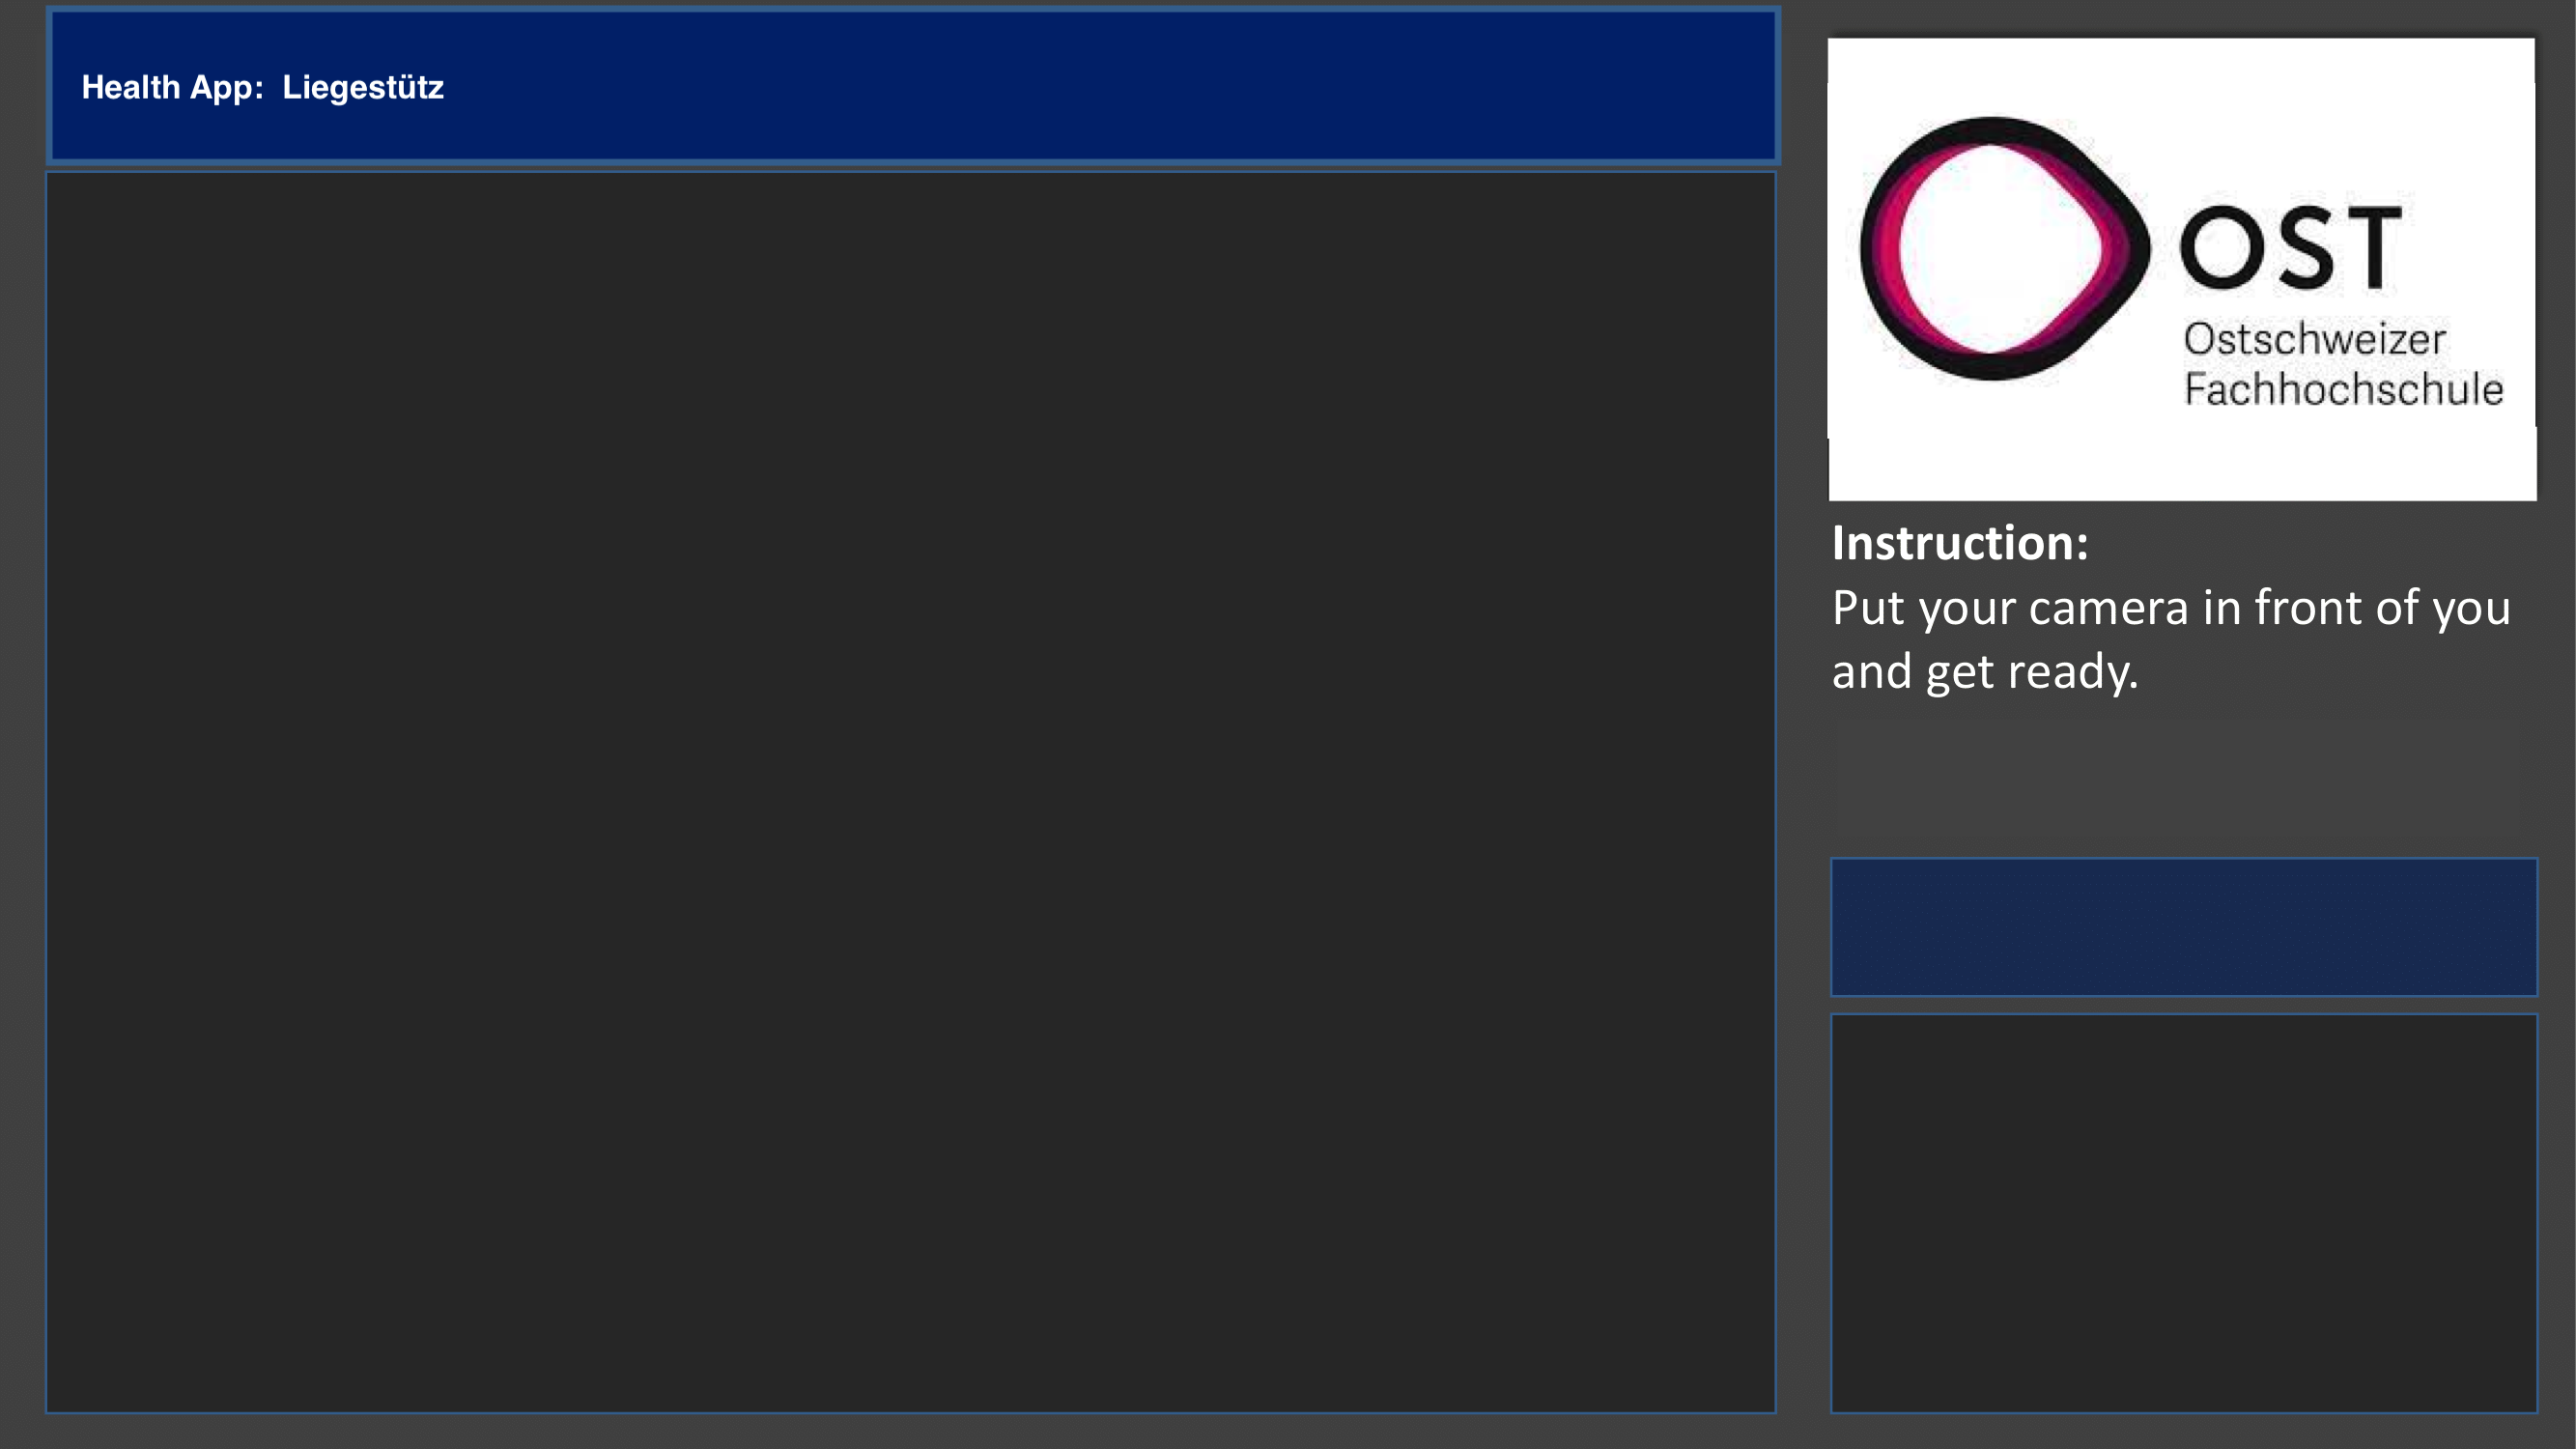 Health App: Liegestütz
OST
Ostschweizer
Fachhochschule
Instruction:
Put your camera in front of you
and get ready.